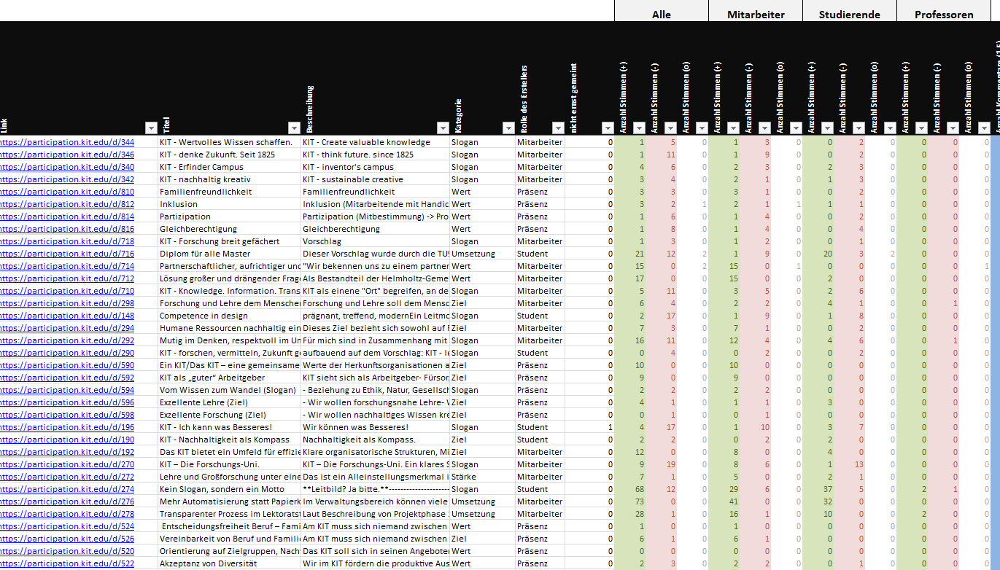 Alle Mitarbeiter Studierende Professoren
Link Titel Beschreibung Kategorie Rolle des Erstellers nicht ernst gemeint Anzahl Stimmen (+) Anzahl Stimmen (-) Anzahl Stimmen (o) Anzahl Stimmen (+) Anzahl Stimmen (-) Anzahl Stimmen (o) Anzahl Stimmen (+) Anzahl Stimmen (-) Anzahl Stimmen (o) Anzahl Stimmen (+) Anzahl Stimmen (-) Anzahl Stimmen (o)
https://participation.kit.edu/d/344 KIT - Wertvolles Wissen schaffen. KIT - Create valuable knowledge Slogan Mitarbeiter 0 1 5 0 1 3 0 0 2 0 0 0 0
https://participation.kit.edu/d/346 KIT - denke Zukunft. Seit 1825 KIT - think future. since 1825 Slogan Mitarbeiter 0 1 11 0 1 9 0 0 2 0 0 0 0
https://participation.kit.edu/d/340 KIT - Erfinder Campus KIT - inventor's campus Slogan Mitarbeiter 0 4 6 0 2 3 0 2 3 0 0 0 0
https://participation.kit.edu/d/342 KIT - nachhaltig kreativ KIT - sustainable creative Slogan Mitarbeiter 0 3 4 0 2 1 0 1 3 0 0 0 0
https://participation.kit.edu/d/810 Familienfreundlichkeit Familienfreundlichkeit Wert Präsenz 0 3 3 0 3 1 0 0 2 0 0 0 0
https://participation.kit.edu/d/812 Inklusion Inklusion (Mitarbeitende mit Handic Wert Präsenz 0 3 2 1 2 1 1 1 1 0 0 0 0
https://participation.kit.edu/d/814 Partizipation Partizipation (Mitbestimmung) -> Pro Wert Präsenz 0 1 6 0 1 4 0 0 2 0 0 0 0
https://participation.kit.edu/d/816 Gleichberechtigung Gleichberechtigung Wert Präsenz 0 1 8 0 1 4 0 0 4 0 0 0 0
https://participation.kit.edu/d/718 KIT - Forschung breit gefächert Vorschlag Slogan Mitarbeiter 0 1 3 0 1 2 0 0 1 0 0 0 0
https://participation.kit.edu/d/716 Diplom für alle Master Dieser Vorschlag wurde durch die TU Umsetzung Student 0 21 12 2 1 9 0 20 3 2 0 0 0
https://participation.kit.edu/d/714 Partnerschaftlicher, aufrichtiger und "Wir bekennen uns zu einem partner Wert Mitarbeiter 0 15 0 2 15 0 1 0 0 0 0 0 1
https://participation.kit.edu/d/712 Lösung großer und drängender Frag Als Bestandteil der Helmholtz-Geme Wert Mitarbeiter 0 17 0 0 15 0 0 2 0 0 0 0 0
https://participation.kit.edu/d/710 KIT - Knowledge. Information. Trans KIT als einene "Ort" begreifen, an de Slogan Mitarbeiter 0 5 11 0 3 5 0 2 6 0 0 0 0
https://participation.kit.edu/d/298 Forschung und Lehre dem Mensche Forschung und Lehre soll dem Mensc Ziel Mitarbeiter 0 6 4 0 2 2 0 4 1 0 0 1 0
https://participation.kit.edu/d/148 Competence in design prägnant, treffend, modernEin Leitmo Slogan Student 0 2 17 0 1 9 0 1 8 0 0 0 0
https://participation.kit.edu/d/294 Humane Ressourcen nachhaltig ein Dieses Ziel bezieht sich sowohl auf F Ziel Mitarbeiter 0 7 3 0 7 1 0 0 2 0 0 0 0
https://participation.kit.edu/d/292 Mutig im Denken, respektvoll im Um Für mich sind in Zusammenhang mit Slogan Mitarbeiter 0 16 11 0 12 4 0 4 6 0 0 1 0
https://participation.kit.edu/d/290 KIT - forschen, vermitteln, Zukunft ge aufbauend auf dem Vorschlag: KIT - le Slogan Student 0 0 4 0 0 2 0 0 2 0 0 0 0
https://participation.kit.edu/d/590 Ein KIT/Das KIT – eine gemeinsame Werte der Herkunftsorganisationen a Ziel Präsenz 0 10 0 0 10 0 0 0 0 0 0 0 0
https://participation.kit.edu/d/592 KIT als „guter“ Arbeitgeber KIT sieht sich als Arbeitgeber- Fürsor Ziel Präsenz 0 9 0 0 9 0 0 0 0 0 0 0 0
https://participation.kit.edu/d/594 Vom Wissen zum Wandel (Slogan) - Beziehung zu Ethik, Natur, Gesellsch Slogan Präsenz 0 2 2 0 2 2 0 0 0 0 0 0 0
https://participation.kit.edu/d/596 Exzellente Lehre (Ziel) - Wir wollen forschungsnahe Lehre- Ziel Präsenz 0 4 1 0 1 1 0 3 0 0 0 0 0
https://participation.kit.edu/d/598 Exzellente Forschung (Ziel) - Wir wollen nachhaltiges Wissen kre Ziel Präsenz 0 0 1 0 0 1 0 0 0 0 0 0 0
https://participation.kit.edu/d/196 KIT - Ich kann was Besseres! Wir können was Besseres! Slogan Student 1 4 17 0 1 10 0 3 7 0 0 0 0
https://participation.kit.edu/d/190 KIT - Nachhaltigkeit als Kompass Nachhaltigkeit als Kompass. Ziel Student 0 2 2 0 0 2 0 2 0 0 0 0 0
https://participation.kit.edu/d/192 Das KIT bietet ein Umfeld für effizie Klare organisatorische Strukturen, Mi Ziel Mitarbeiter 0 12 0 0 8 0 0 4 0 0 0 0 0
https://participation.kit.edu/d/270 KIT – Die Forschungs-Uni. KIT – Die Forschungs-Uni. Ein klares S Slogan Mitarbeiter 0 9 19 0 8 6 0 1 13 0 0 0 0
https://participation.kit.edu/d/272 Lehre und Großforschung unter eine Das ist ein Alleinstellungsmerkmal i Stärke Mitarbeiter 0 7 1 0 5 0 0 2 1 0 0 0 0
https://participation.kit.edu/d/274 Kein Slogan, sondern ein Motto **Leitbild? Ja bitte.**---------------------- Slogan Student 0 68 12 0 29 6 0 37 5 0 2 1 0
https://participation.kit.edu/d/276 Mehr Automatisierung statt Papierk Im Verwaltungsbereich können viele Umsetzung Mitarbeiter 0 73 0 0 41 0 0 32 0 0 0 0 0
https://participation.kit.edu/d/278 Transparenter Prozess im Lektorats Laut Beschreibung von Projektphase Umsetzung Mitarbeiter 0 28 1 0 16 1 0 10 0 0 2 0 0
https://participation.kit.edu/d/524 Entscheidungsfreiheit Beruf – Fami Am KIT muss sich niemand zwischen Wert Präsenz 0 1 0 0 1 0 0 0 0 0 0 0 0
https://participation.kit.edu/d/526 Vereinbarkeit von Beruf und Famili Am KIT muss sich niemand zwischen Ziel Präsenz 0 6 1 0 6 1 0 0 0 0 0 0 0
https://participation.kit.edu/d/520 Orientierung auf Zielgruppen, Nach Das KIT soll sich in seinen Angeboten Wert Präsenz 0 0 0 0 0 0 0 0 0 0 0 0 0
https://participation.kit.edu/d/522 Akzeptanz von Diversität Wir im KIT fördern die produktive Aus Wert Präsenz 0 2 3 0 2 2 0 0 1 0 0 0 0